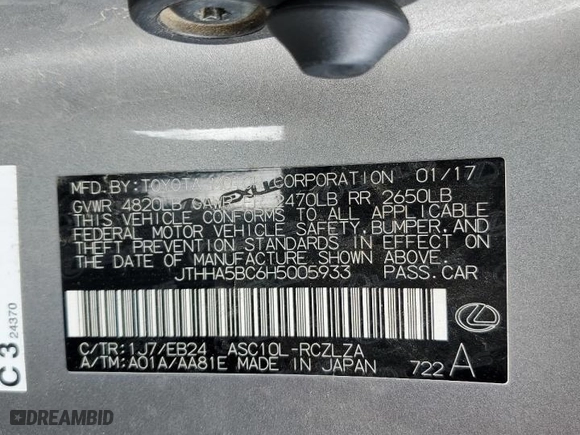 MFD. BY: TOYOTA CORPORATION 01/17
GVWR 4820LB 2470LB RR 2650LB
THIS VEHICLE CONFORMS TO ALL APPLICABLE
FEDERAL MOTOR VEHICLE SAFETY, BUMPER, AND
THEFT PREVENTION STANDARDS IN EFFECT ON
THE DATE OF MANUFACTURE SHOWN ABOVE.
JTHHA5BC6H5005933 PASS. CAR
C/TR: 1J7/EB24 ASC10L-RCZLZA
A/TM: A01A/AA81E MADE IN JAPAN 722 A
C3 24370
DREAMBID